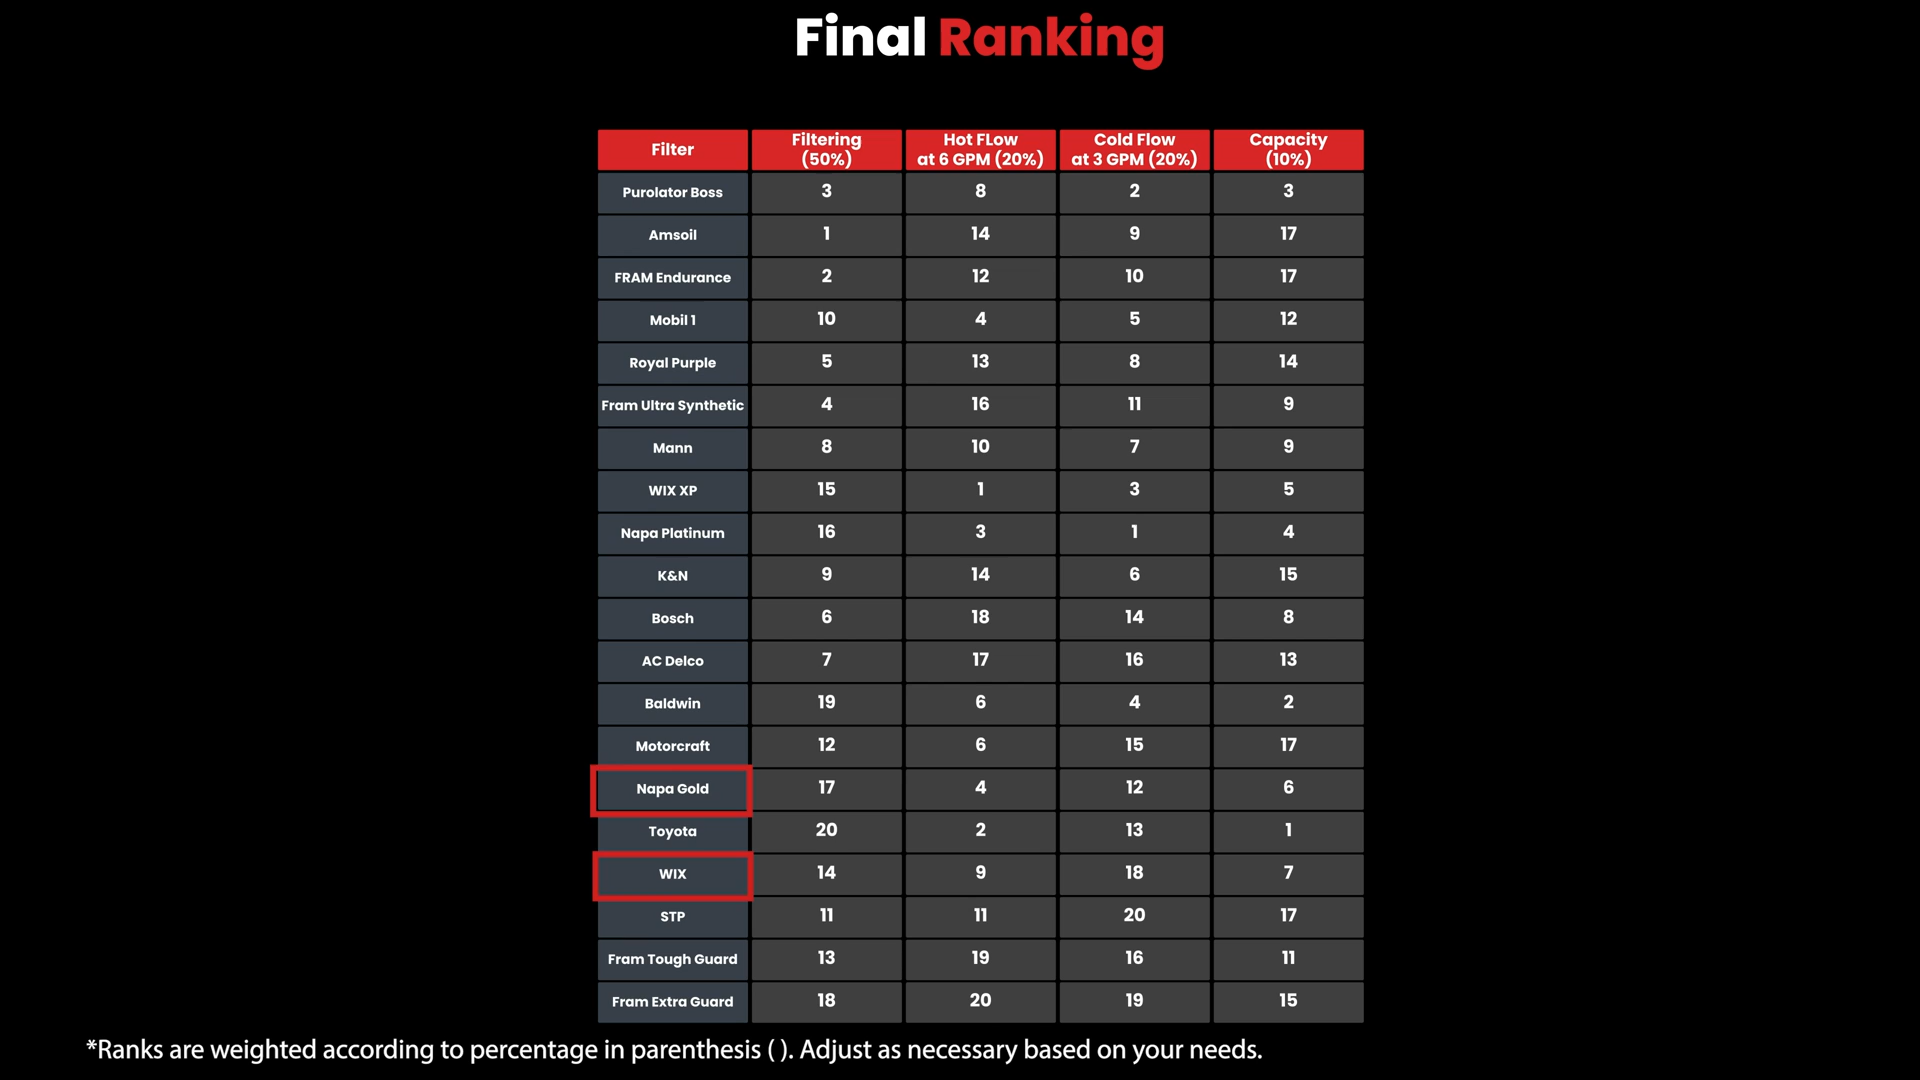 Final Ranking
Filter Filtering (50%) Hot FLow at 6 GPM (20%) Cold Flow at 3 GPM (20%) Capacity (10%)
Purolator Boss 3 8 2 3
Amsoil 1 14 9 17
FRAM Endurance 2 12 10 17
Mobil 1 10 4 5 12
Royal Purple 5 13 8 14
Fram Ultra Synthetic 4 16 11 9
Mann 8 10 7 9
WIX XP 15 1 3 5
Napa Platinum 16 3 1 4
K&N 9 14 6 15
Bosch 6 18 14 8
AC Delco 7 17 16 13
Baldwin 19 6 4 2
Motorcraft 12 6 15 17
Napa Gold 17 4 12 6
Toyota 20 2 13 1
WIX 14 9 18 7
STP 11 11 20 17
Fram Tough Guard 13 19 16 11
Fram Extra Guard 18 20 19 15
*Ranks are weighted according to percentage in parenthesis ( ). Adjust as necessary based on your needs.